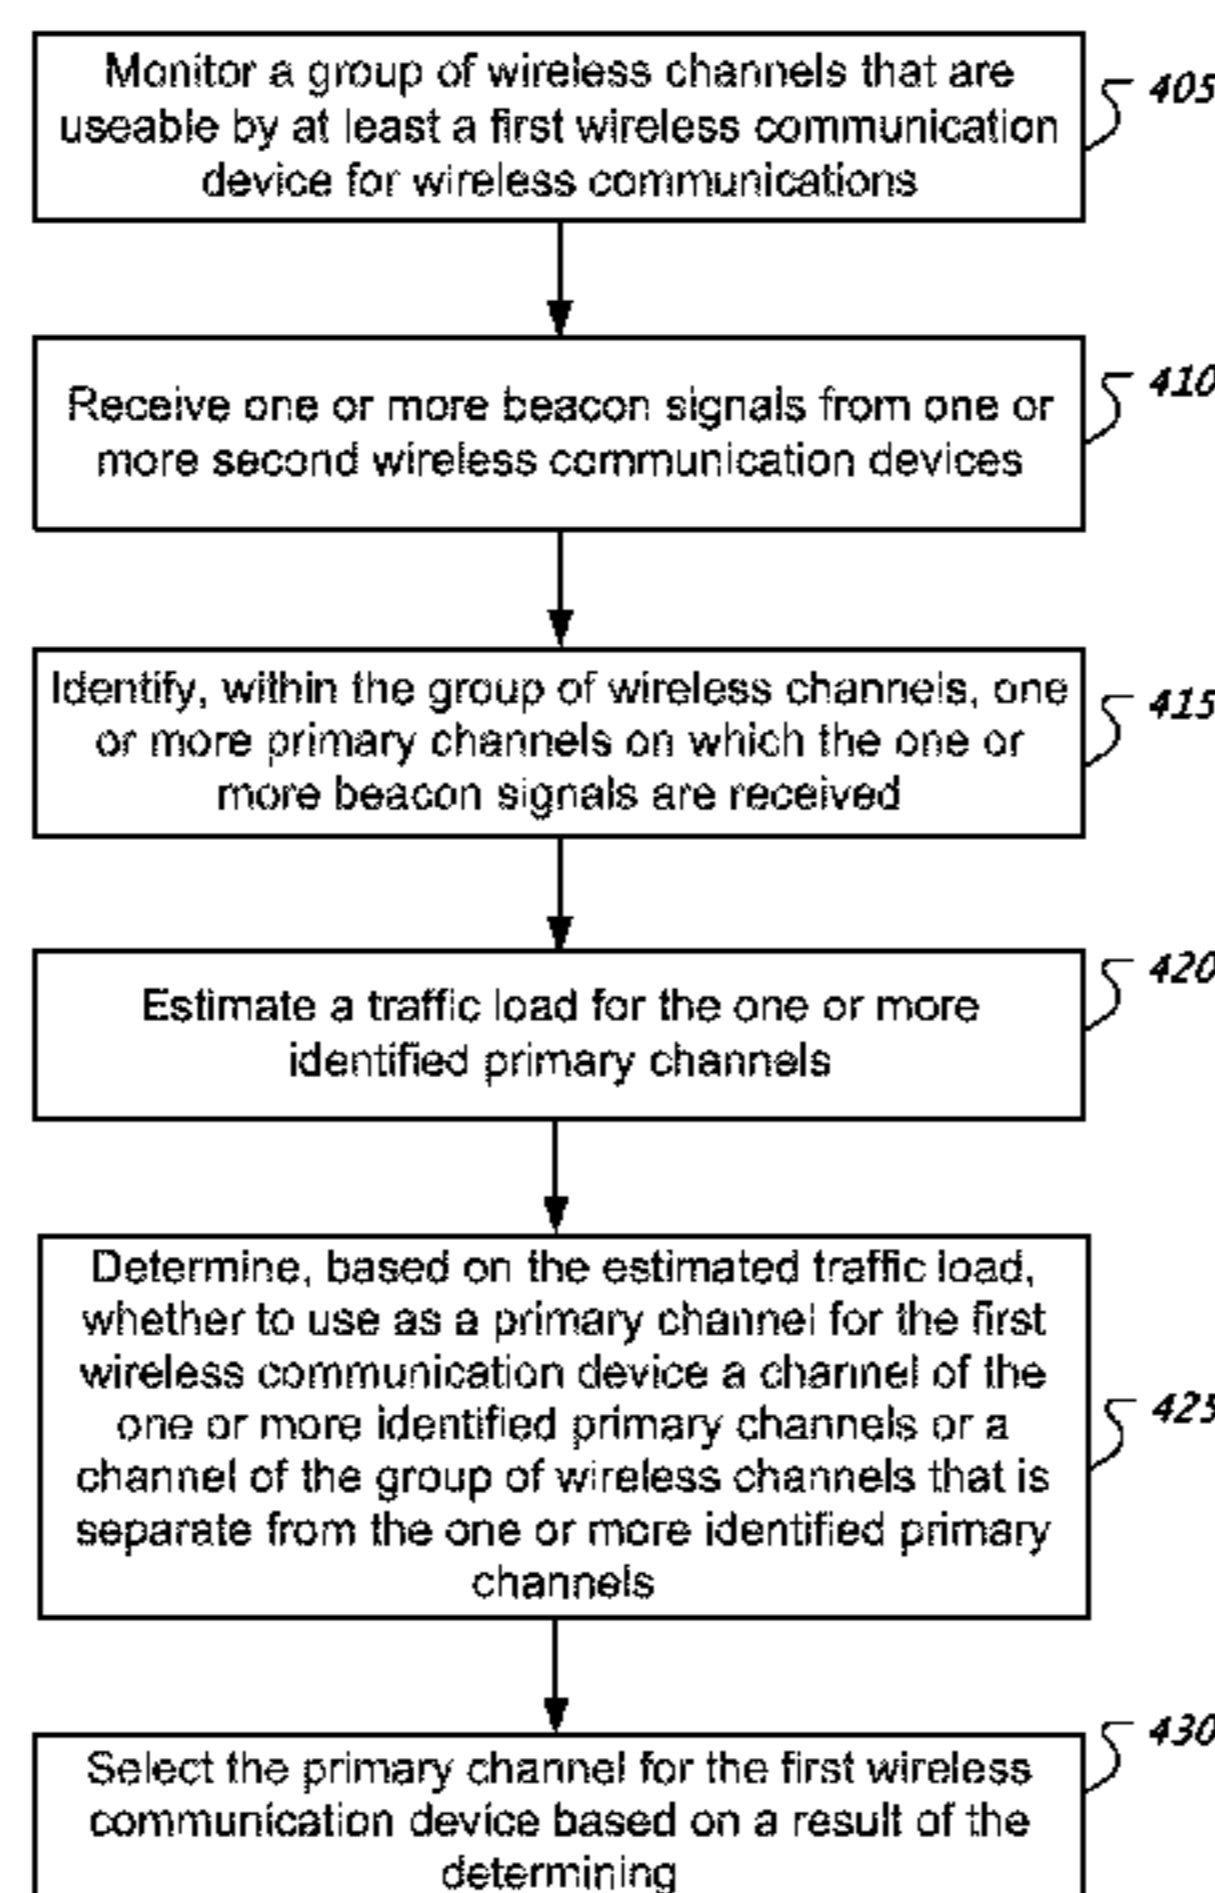 Monitor a group of wireless channels that are
useable by at least a first wireless communication
device for wireless communications
405
Receive one or more beacon signals from one or
more second wireless communication devices
410
Identify, within the group of wireless channels, one
or more primary channels on which the one or
more beacon signals are received
415
Estimate a traffic load for the one or more
identified primary channels
420
Determine, based on the estimated traffic load,
whether to use as a primary channel for the first
wireless communication device a channel of the
one or more identified primary channels or a
channel of the group of wireless channels that is
separate from the one or more identified primary
channels
425
Select the primary channel for the first wireless
communication device based on a result of the
determining
430